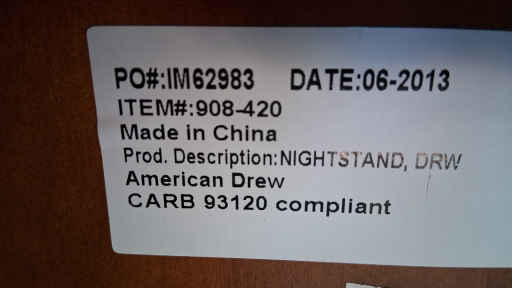 PO#:IM62983 DATE:06-2013
ITEM#:908-420
Made in China
Prod. Description:NIGHTSTAND, DRW
American Drew
CARB 93120 compliant